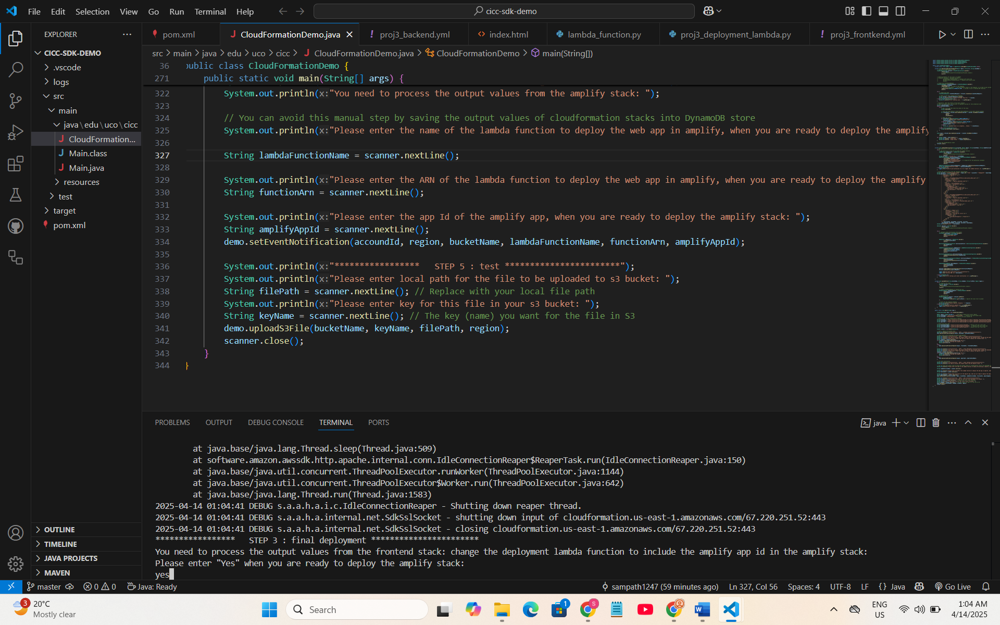 File Edit Selection View Go Run Terminal Help
cicc-sdk-demo
EXPLORER
pom.xml
CloudFormationDemo.java
proj3_backend.yml
index.html
lambda_function.py
proj3_deployment_lambda.py
proj3_frontkend.yml
src > main > java > edu > uco > cicc > CloudFormationDemo.java > CloudFormationDemo > main(String[])
CICC-SDK-DEMO
.vscode
logs
src
main
java\edu\uco\cicc
CloudFormation...
Main.class
Main.java
resources
test
target
pom.xml
OUTLINE
TIMELINE
JAVA PROJECTS
MAVEN
36 public class CloudFormationDemo {
271 public static void main(String[] args) {
322 System.out.println(x:"You need to process the output values from the amplify stack: ");
323
324 // You can avoid this manual step by saving the output values of cloudformation stacks into DynamoDB store
325 System.out.println(x:"Please enter the name of the lambda function to deploy the web app in amplify, when you are ready to deploy the amplify
326
327 String lambdaFunctionName = scanner.nextLine();
328
329 System.out.println(x:"Please enter the ARN of the lambda function to deploy the web app in amplify, when you are ready to deploy the amplify
330 String functionArn = scanner.nextLine();
331
332 System.out.println(x:"Please enter the app Id of the amplify app, when you are ready to deploy the amplify stack: ");
333 String amplifyAppId = scanner.nextLine();
334 demo.setEventNotification(accoundId, region, bucketName, lambdaFunctionName, functionArn, amplifyAppId);
335
336 System.out.println(x:"***************** STEP 5 : test ***********************");
337 System.out.println(x:"Please enter local path for the file to be uploaded to s3 bucket: ");
338 String filePath = scanner.nextLine(); // Replace with your local file path
339 System.out.println(x:"Please enter key for this file in your s3 bucket: ");
340 String keyName = scanner.nextLine(); // The key (name) you want for the file in S3
341 demo.uploadS3File(bucketName, keyName, filePath, region);
342 scanner.close();
343 }
344 }
PROBLEMS OUTPUT DEBUG CONSOLE TERMINAL PORTS
java
at java.base/java.lang.Thread.sleep(Thread.java:509)
at software.amazon.awssdk.http.apache.internal.conn.IdleConnectionReaper$ReaperTask.run(IdleConnectionReaper.java:150)
at java.base/java.util.concurrent.ThreadPoolExecutor.runWorker(ThreadPoolExecutor.java:1144)
at java.base/java.util.concurrent.ThreadPoolExecutor$Worker.run(ThreadPoolExecutor.java:642)
at java.base/java.lang.Thread.run(Thread.java:1583)
2025-04-14 01:04:41 DEBUG s.a.a.h.a.i.c.IdleConnectionReaper - Shutting down reaper thread.
2025-04-14 01:04:41 DEBUG s.a.a.h.a.internal.net.SdkSslSocket - shutting down input of cloudformation.us-east-1.amazonaws.com/67.220.251.52:443
2025-04-14 01:04:41 DEBUG s.a.a.h.a.internal.net.SdkSslSocket - closing cloudformation.us-east-1.amazonaws.com/67.220.251.52:443
***************** STEP 3 : final deployment ***********************
You need to process the output values from the frontend stack: change the deployment lambda function to include the amplify app id in the amplify stack:
Please enter "Yes" when you are ready to deploy the amplify stack:
yes
master 0 0 Java: Ready
sampath1247 (59 minutes ago) Ln 327, Col 56 Spaces: 4 UTF-8 LF {} Java Go Live
3
20°C
Mostly clear
Search
1
S
ENG
US
1:04 AM
4/14/2025